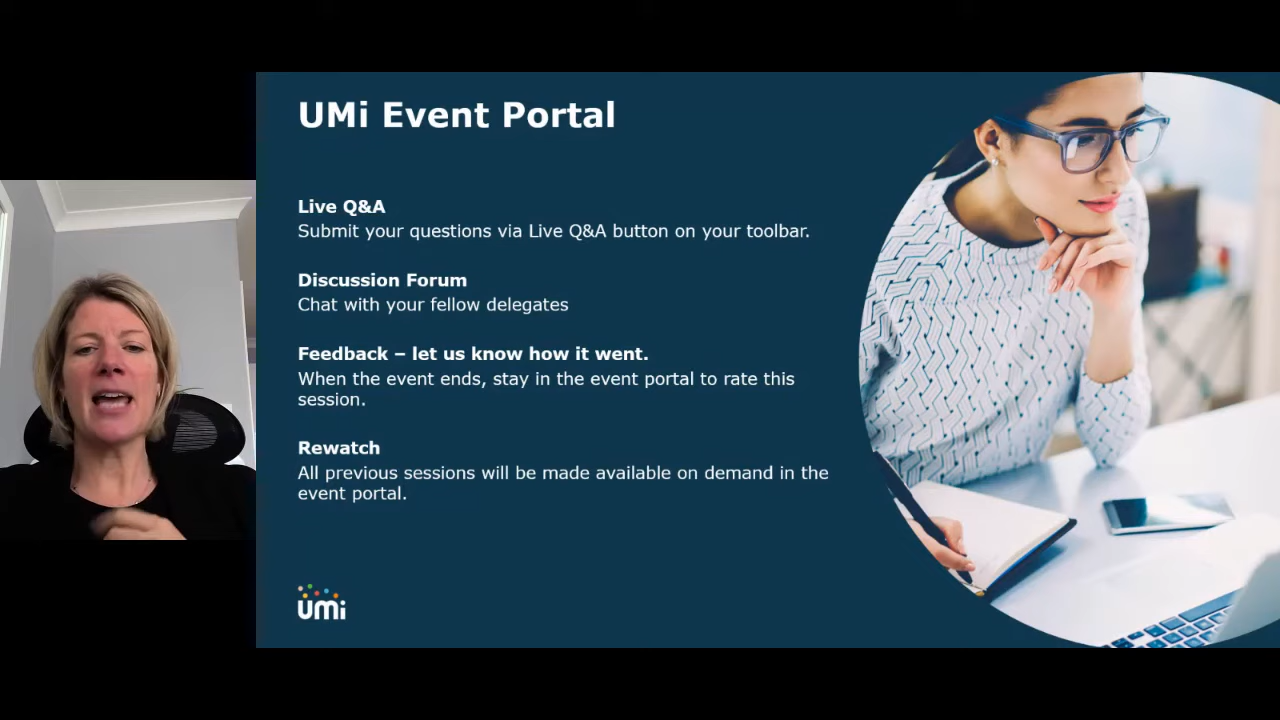 UMi Event Portal
Live Q&A
Submit your questions via Live Q&A button on your toolbar.
Discussion Forum
Chat with your fellow delegates
Feedback – let us know how it went.
When the event ends, stay in the event portal to rate this
session.
Rewatch
All previous sessions will be made available on demand in the
event portal.
umi